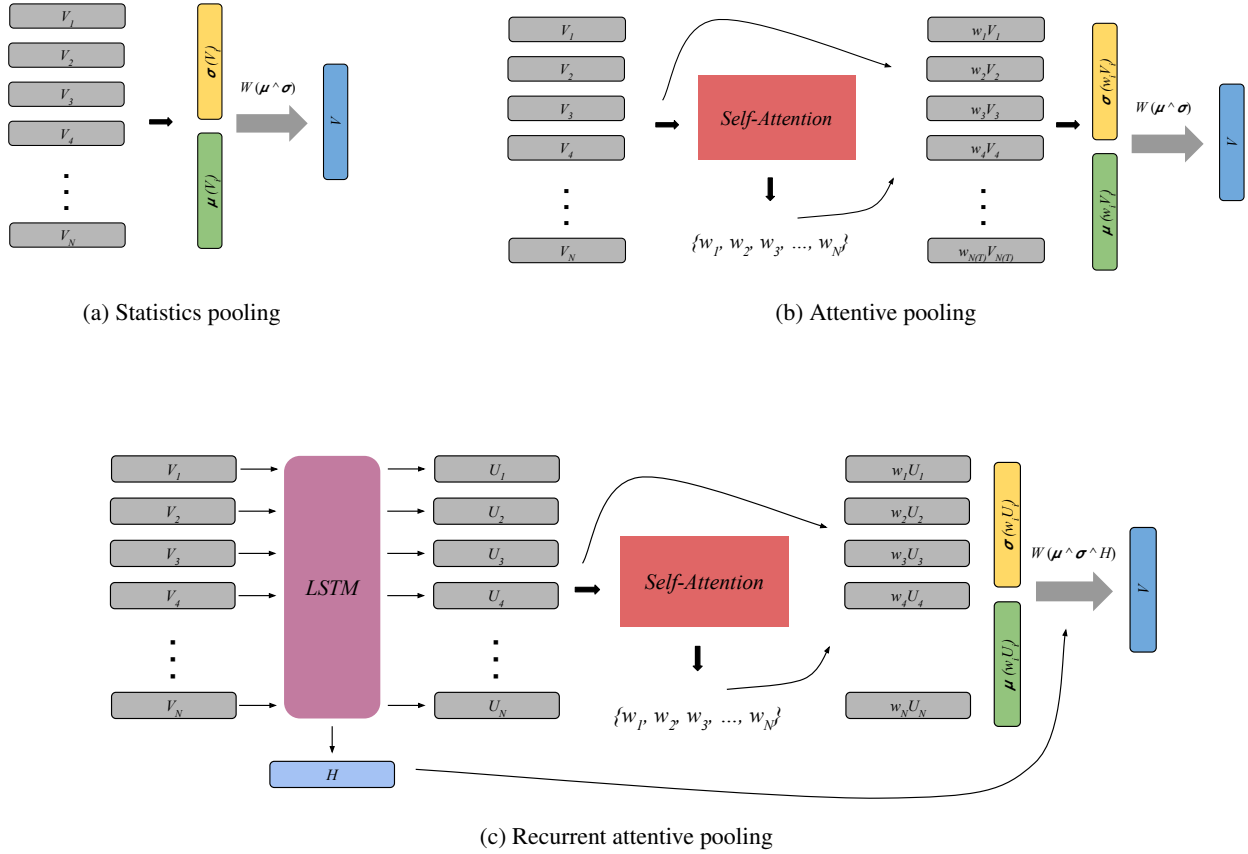 V1
V2
V3
V4
VN
σ (Vi)
μ (Vi)
W (μ ^ σ)
V
(a) Statistics pooling
V1
V2
V3
V4
VN
Self-Attention
{w1, w2, w3, ..., wN}
w1V1
w2V2
w3V3
w4V4
wN(T)VN(T)
σ (wiVi)
μ (wiVi)
W (μ ^ σ)
V
(b) Attentive pooling
V1
V2
V3
V4
VN
LSTM
H
U1
U2
U3
U4
UN
Self-Attention
{w1, w2, w3, ..., wN}
w1U1
w2U2
w3U3
w4U4
wNUN
σ (wiUi)
μ (wiUi)
W (μ ^ σ ^ H)
V
(c) Recurrent attentive pooling